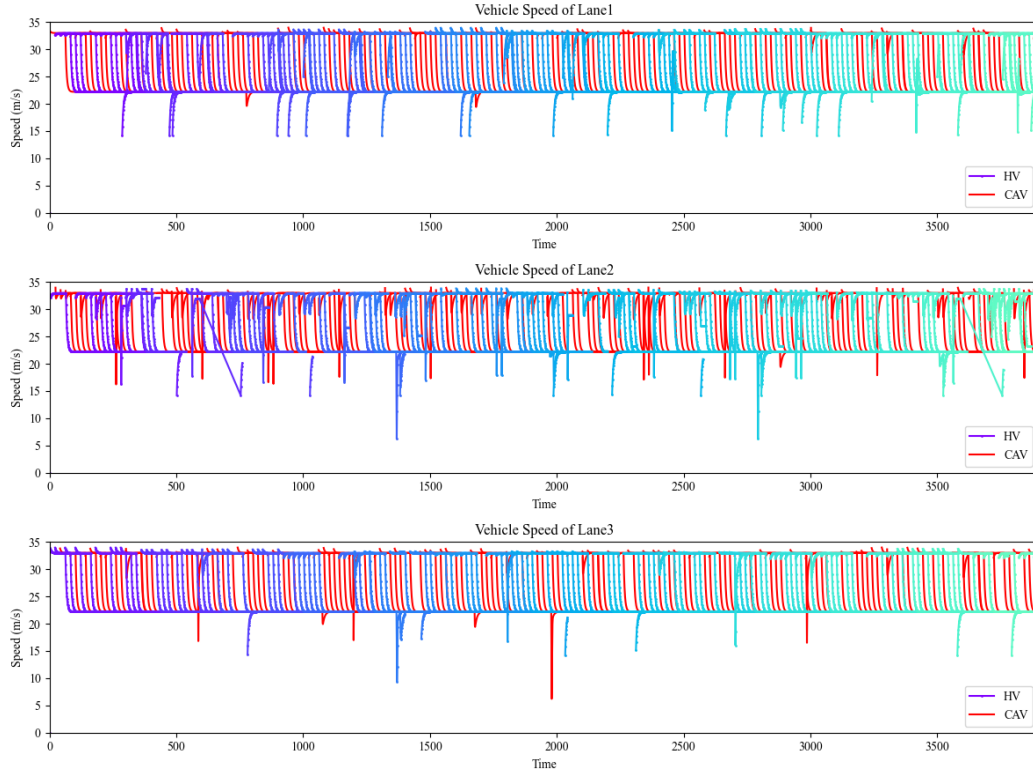 Vehicle Speed of Lane1
Speed (m/s)
35
30
25
20
15
10
5
0
HV
CAV
0 500 1000 1500 2000 2500 3000 3500
Time
Vehicle Speed of Lane2
Speed (m/s)
35
30
25
20
15
10
5
0
HV
CAV
0 500 1000 1500 2000 2500 3000 3500
Time
Vehicle Speed of Lane3
Speed (m/s)
35
30
25
20
15
10
5
0
HV
CAV
0 500 1000 1500 2000 2500 3000 3500
Time